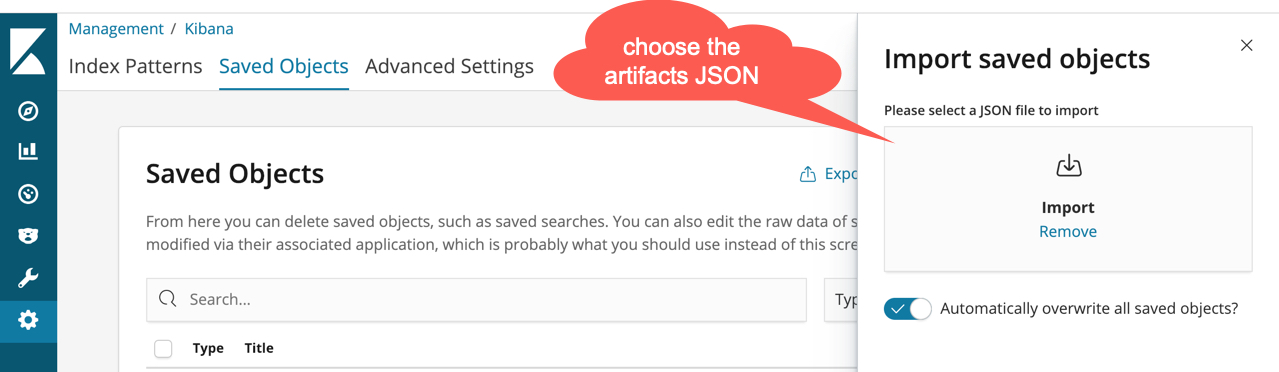 Management / Kibana
Index Patterns Saved Objects Advanced Settings
choose the
artifacts JSON
Saved Objects
Expo
From here you can delete saved objects, such as saved searches. You can also edit the raw data of s
modified via their associated application, which is probably what you should use instead of this scre
Search...
Typ
Type Title
Import saved objects
Please select a JSON file to import
Import
Remove
Automatically overwrite all saved objects?